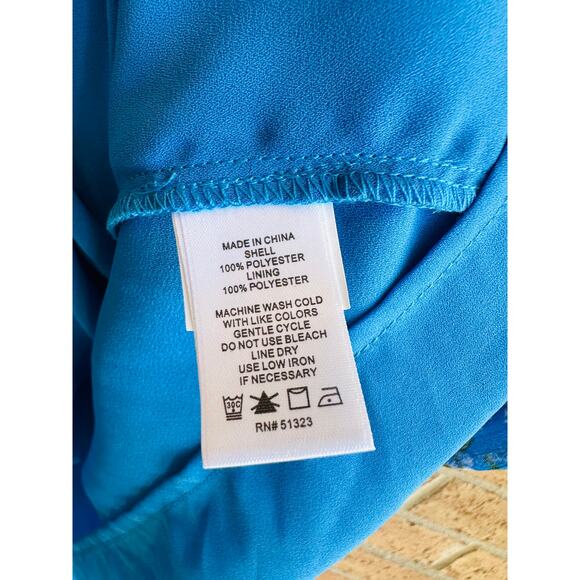 MADE IN CHINA
SHELL
100% POLYESTER
LINING
100% POLYESTER
MACHINE WASH COLD
WITH LIKE COLORS
GENTLE CYCLE
DO NOT USE BLEACH
LINE DRY
USE LOW IRON
IF NECESSARY
30C
RN# 51323